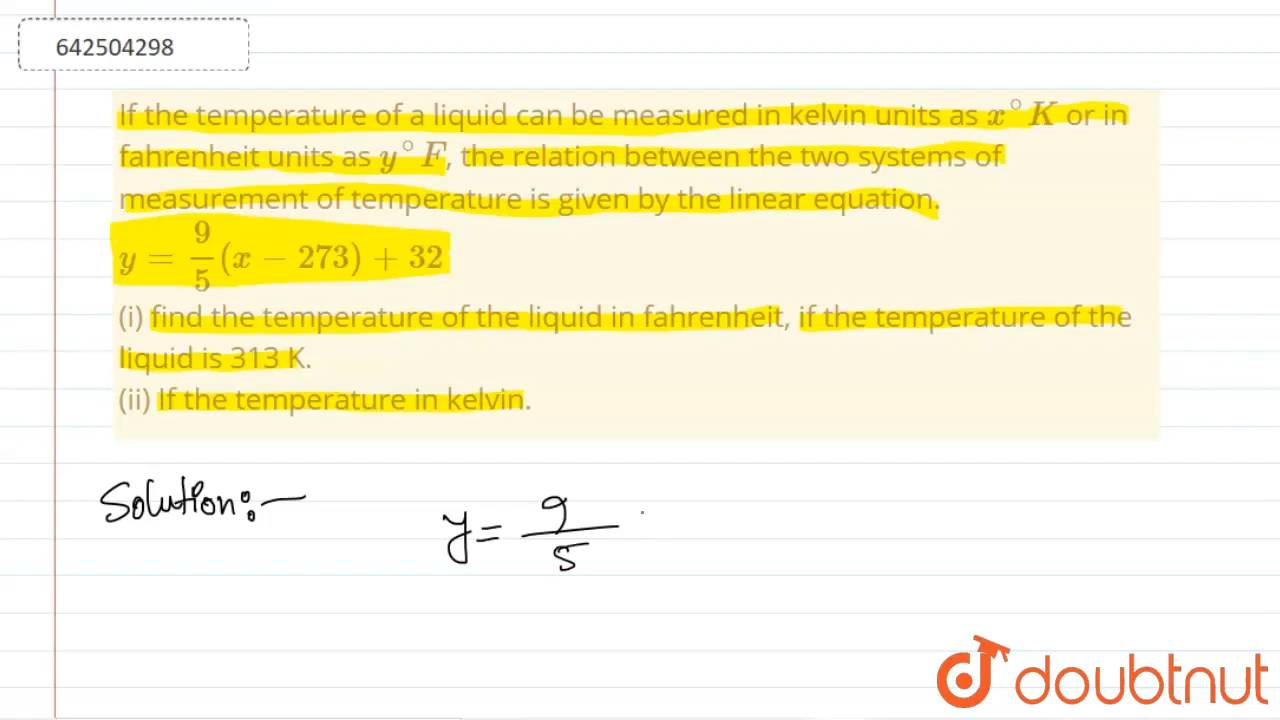 642504298
If the temperature of a liquid can be measured in kelvin units as x° K or in
fahrenheit units as y° F, the relation between the two systems of
measurement of temperature is given by the linear equation.
y = 9/5 (x − 273) + 32
(i) find the temperature of the liquid in fahrenheit, if the temperature of the
liquid is 313 K.
(ii) If the temperature in kelvin.
Solution:—
y = 9/5
doubtnut